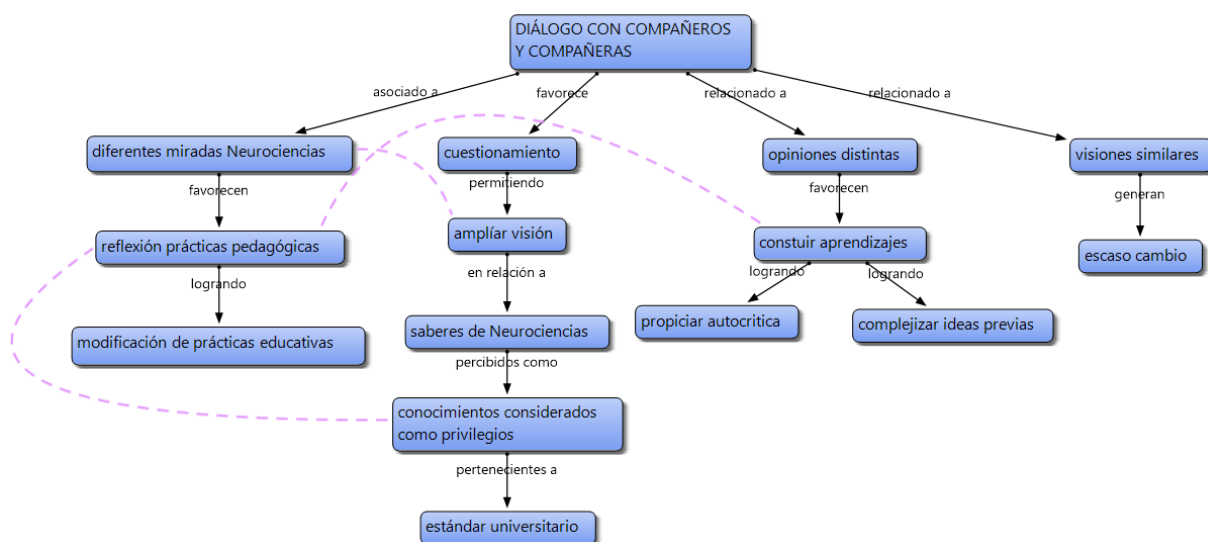 DIÁLOGO CON COMPAÑEROS
Y COMPAÑERAS
asociado a
favorece
relacionado a
relacionado a
diferentes miradas Neurociencias
cuestionamiento
opiniones distintas
visiones similares
favorecen
permitiendo
favorecen
generan
reflexión prácticas pedagógicas
amplíar visión
constuir aprendizajes
escaso cambio
logrando
en relación a
logrando
logrando
modificación de prácticas educativas
saberes de Neurociencias
propiciar autocritica
complejizar ideas previas
percibidos como
conocimientos considerados
como privilegios
pertenecientes a
estándar universitario